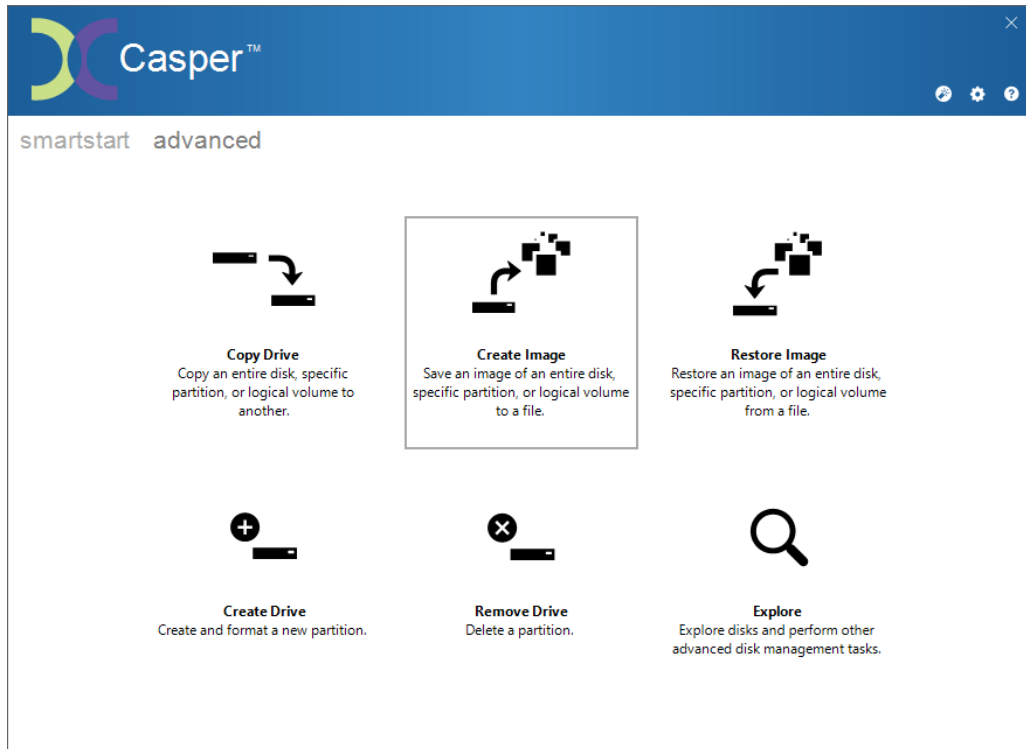 Casper™
smartstart advanced
Copy Drive
Copy an entire disk, specific
partition, or logical volume to
another.
Create Image
Save an image of an entire disk,
specific partition, or logical volume
to a file.
Restore Image
Restore an image of an entire disk,
specific partition, or logical volume
from a file.
Create Drive
Create and format a new partition.
Remove Drive
Delete a partition.
Explore
Explore disks and perform other
advanced disk management tasks.